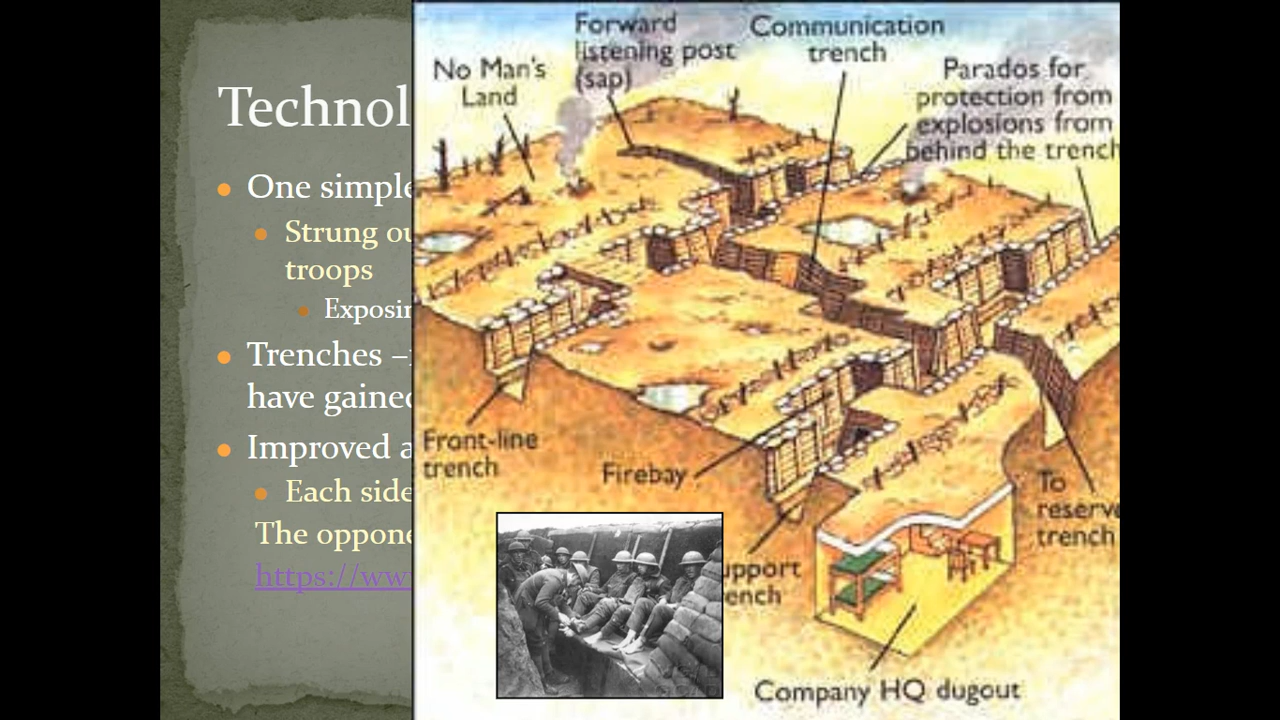 Technol
One simple
Strung ou
troops
Exposin
Trenches –
have gained
Improved a
Each side
The oppone
https://ww
Forward
listening post
(sap)
Communication
trench
No Man's
Land
Parados for
protection from
explosions from
behind the trench
Front-line
trench
Firebay
To
reserve
trench
upport
ench
Company HQ dugout